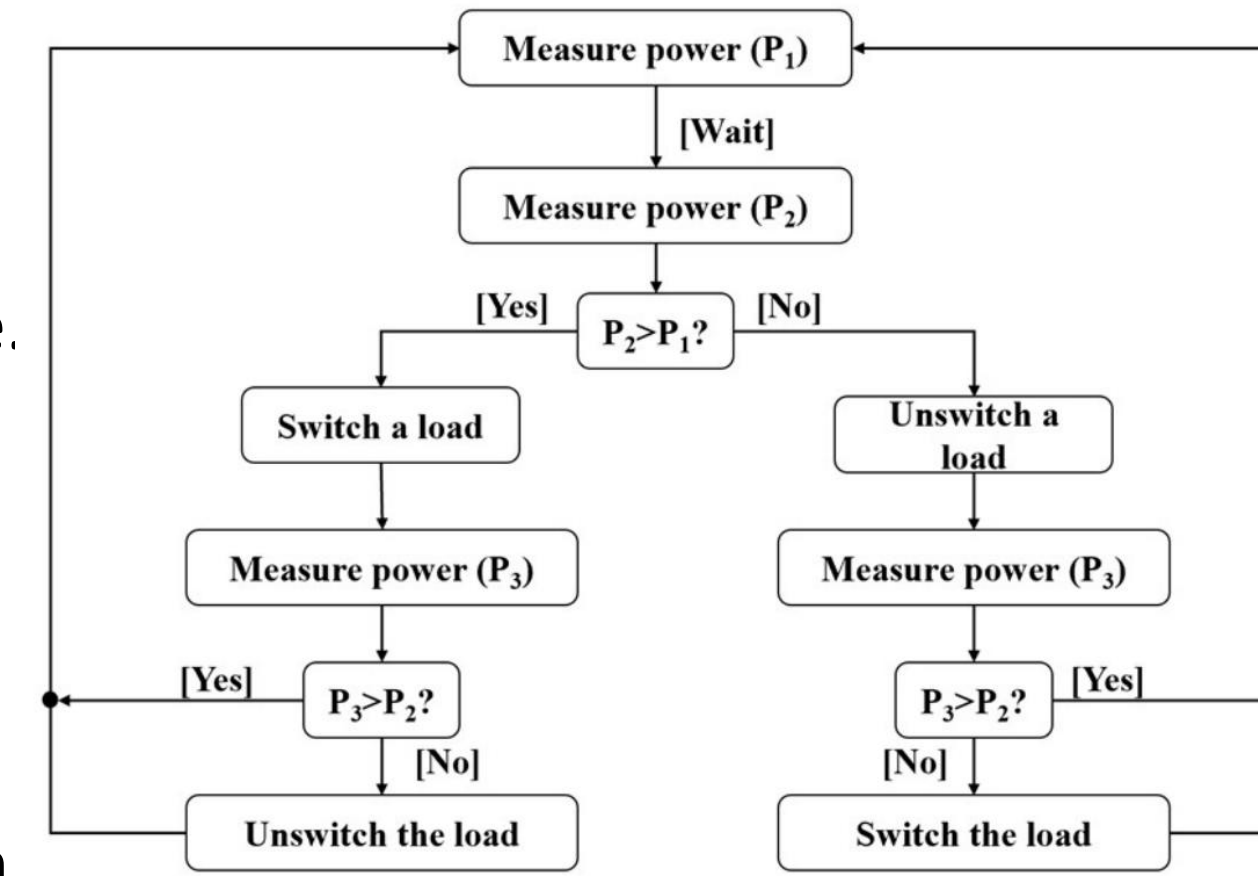 Measure power (P₁)
[Wait]
Measure power (P₂)
[Yes]
[No]
P₂>P₁?
Switch a load
Unswitch a
load
Measure power (P₃)
Measure power (P₃)
[Yes]
P₃>P₂?
P₃>P₂?
[Yes]
[No]
[No]
Unswitch the load
Switch the load